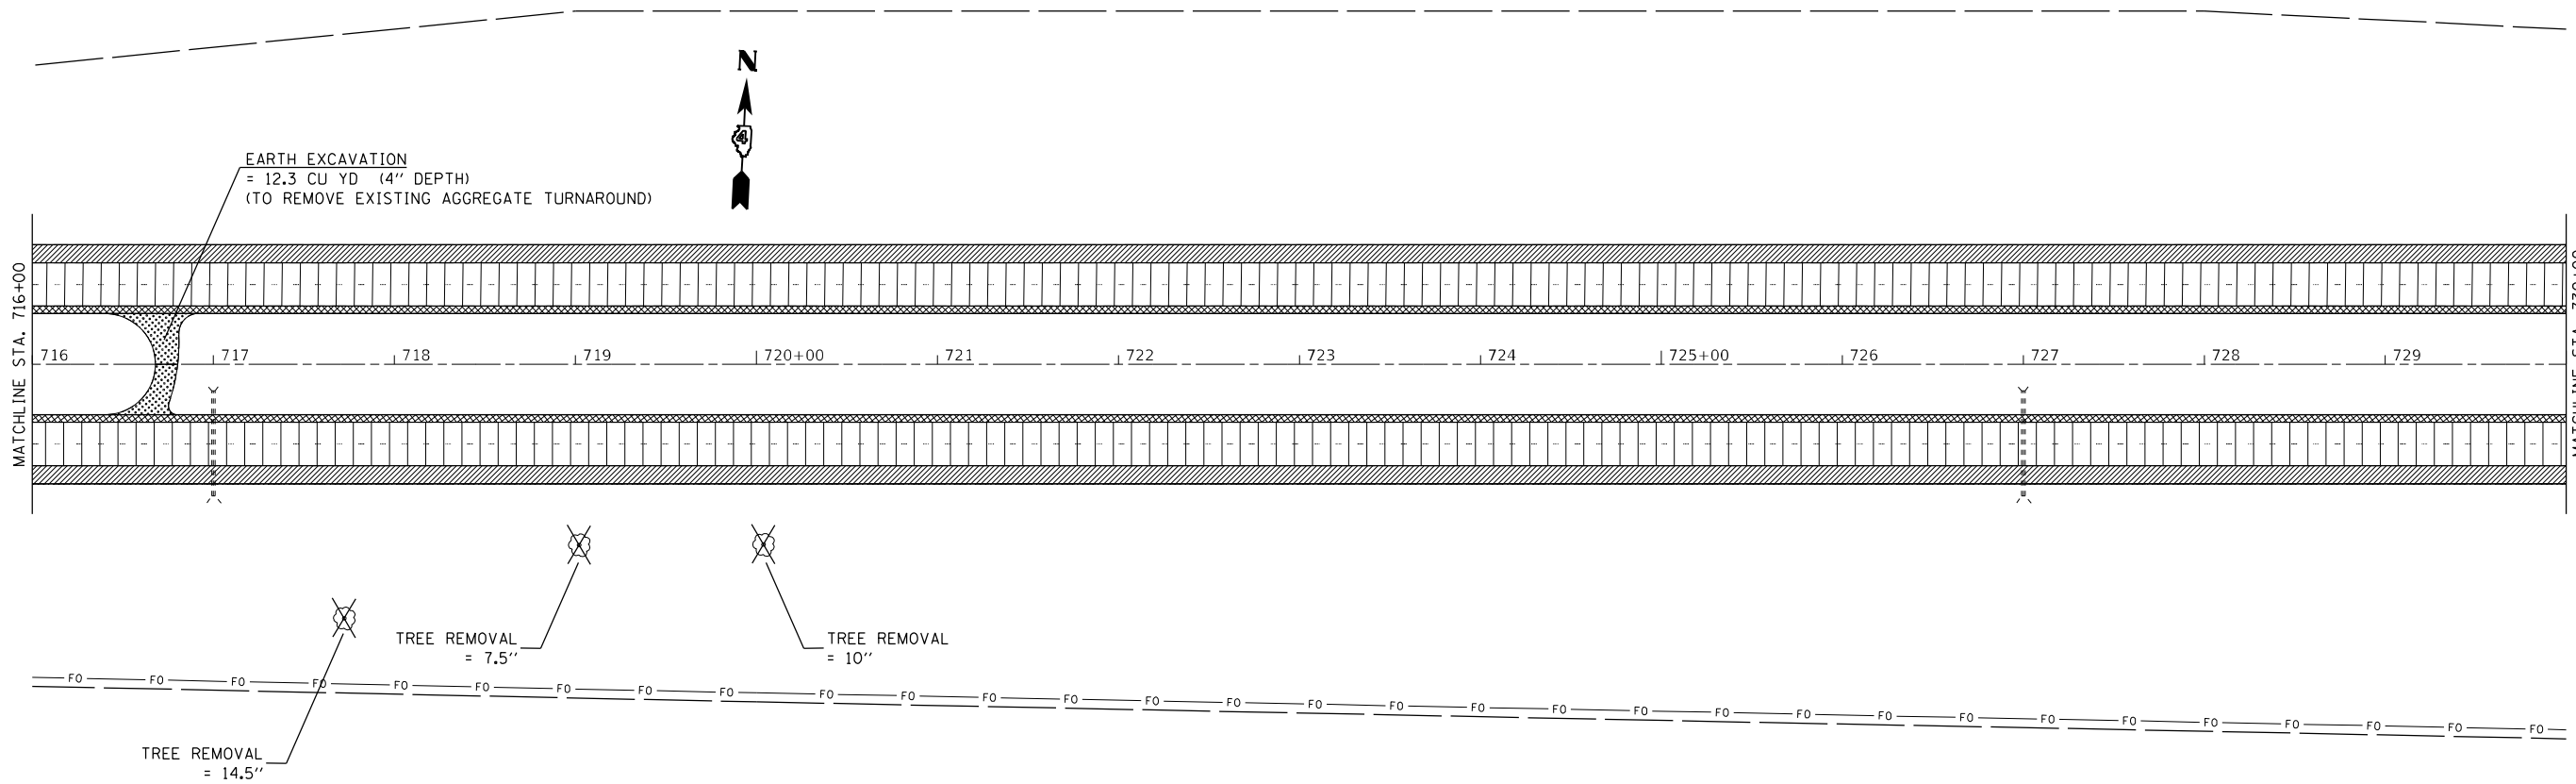 N
4
EARTH EXCAVATION
= 12.3 CU YD (4'' DEPTH)
(TO REMOVE EXISTING AGGREGATE TURNAROUND)
MATCHLINE STA. 716+00
716
717
718
719
720+00
721
722
723
724
725+00
726
727
728
729
TREE REMOVAL
= 7.5''
TREE REMOVAL
= 10''
FO FO FO FO FO FO FO FO FO FO FO FO FO FO FO FO FO FO FO FO FO FO FO FO FO FO FO FO FO FO FO
TREE REMOVAL
= 14.5''